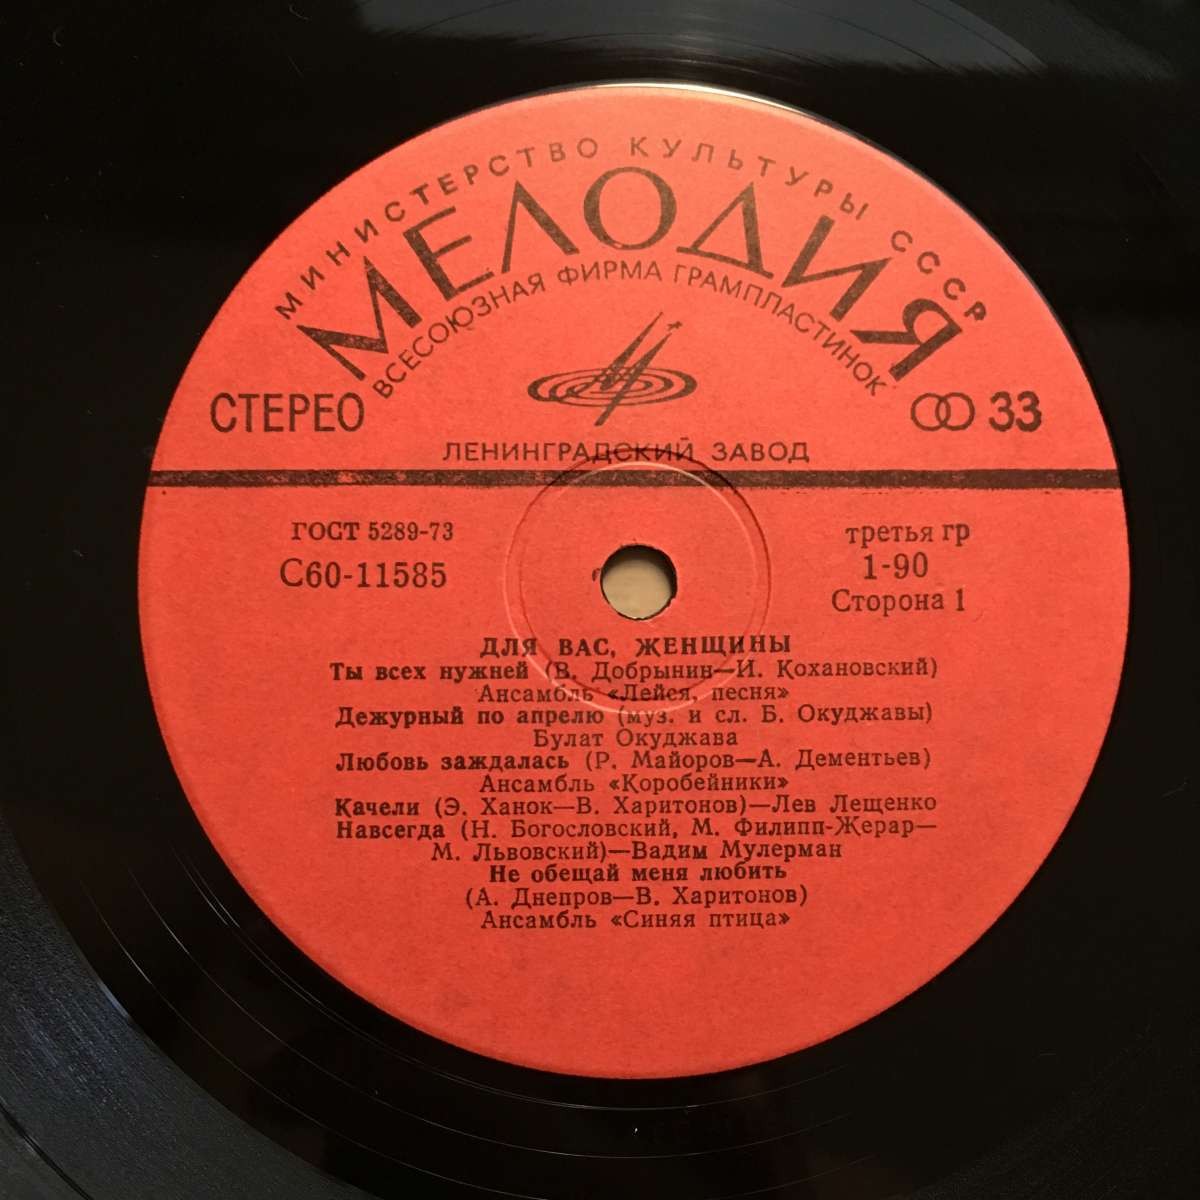 МИНИСТЕРСТВО КУЛЬТУРЫ СССР
МЕЛОДИЯ
ВСЕСОЮЗНАЯ ФИРМА ГРАМПЛАСТИНОК
СТЕРЕО
33
ЛЕНИНГРАДСКИЙ ЗАВОД
ГОСТ 5289-73
С60-11585
третья гр
1-90
Сторона 1
ДЛЯ ВАС, ЖЕНЩИНЫ
Ты всех нужней (В. Добрынин—И. Кохановский)
Ансамбль «Лейся, песня»
Дежурный по апрелю (муз. и сл. Б. Окуджавы)
Булат Окуджава
Любовь заждалась (Р. Майоров—А. Дементьев)
Ансамбль «Коробейники»
Качели (Э. Ханок—В. Харитонов)—Лев Лещенко
Навсегда (Н. Богословский, М. Филипп-Жерар—
М. Львовский)—Вадим Мулерман
Не обещай меня любить
(А. Днепров—В. Харитонов)
Ансамбль «Синяя птица»